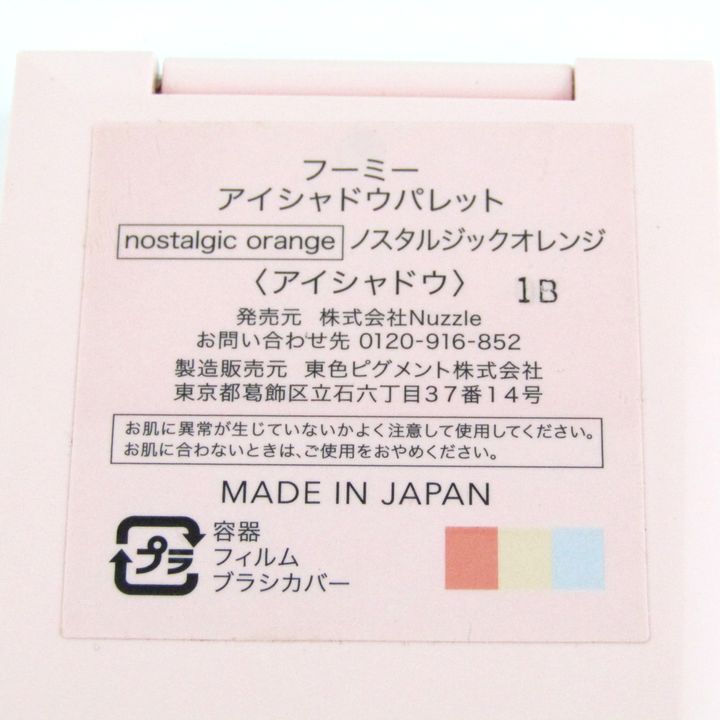 フーミー
アイシャドウパレット
nostalgic orange ノスタルジックオレンジ
〈アイシャドウ〉 1B
発売元 株式会社Nuzzle
お問い合わせ先 0120-916-852
製造販売元 東色ピグメント株式会社
東京都葛飾区立石六丁目37番14号
お肌に異常が生じていないかよく注意して使用してください。
お肌に合わないときは、ご使用をおやめください。
MADE IN JAPAN
プラ
容器
フィルム
ブラシカバー